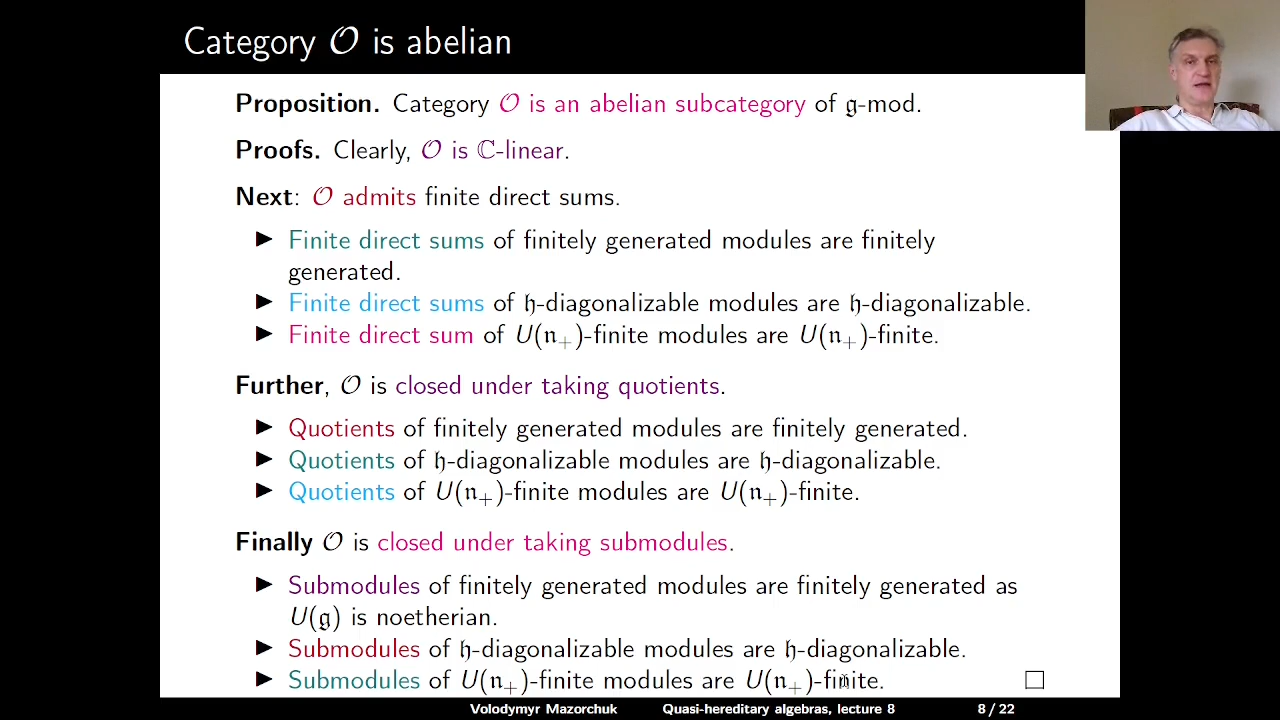 Category 𝒪 is abelian
Proposition. Category 𝒪 is an abelian subcategory of 𝔤-mod.
Proofs. Clearly, 𝒪 is ℂ-linear.
Next: 𝒪 admits finite direct sums.
▶ Finite direct sums of finitely generated modules are finitely
generated.
▶ Finite direct sums of 𝔥-diagonalizable modules are 𝔥-diagonalizable.
▶ Finite direct sum of U(𝔫₊)-finite modules are U(𝔫₊)-finite.
Further, 𝒪 is closed under taking quotients.
▶ Quotients of finitely generated modules are finitely generated.
▶ Quotients of 𝔥-diagonalizable modules are 𝔥-diagonalizable.
▶ Quotients of U(𝔫₊)-finite modules are U(𝔫₊)-finite.
Finally 𝒪 is closed under taking submodules.
▶ Submodules of finitely generated modules are finitely generated as
U(𝔤) is noetherian.
▶ Submodules of 𝔥-diagonalizable modules are 𝔥-diagonalizable.
▶ Submodules of U(𝔫₊)-finite modules are U(𝔫₊)-finite. □
Volodymyr Mazorchuk Quasi-hereditary algebras, lecture 8 8 / 22